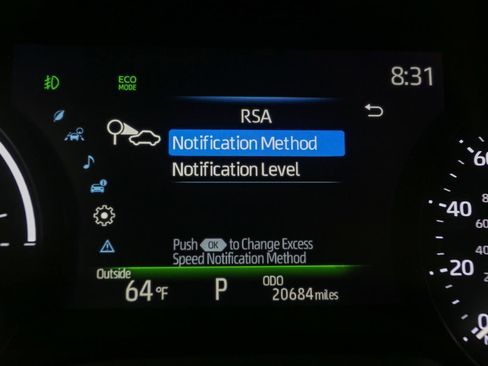 ECO
MODE
8:31
RSA
Notification Method
Notification Level
Push OK to Change Excess
Speed Notification Method
Outside
64°F
P
ODO
20684 miles
60
40
20
0